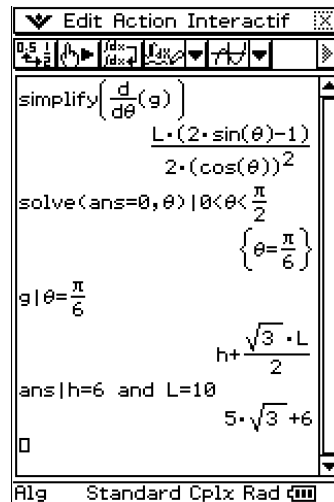 Edit Action Interactif
simplify(d/dθ(g))
L·(2·sin(θ)-1)/2·(cos(θ))²
solve(ans=0,θ)|0<θ<π/2
{θ=π/6}
g|θ=π/6
h+√3·L/2
ans|h=6 and L=10
5·√3+6
Alg Standard Cplx Rad